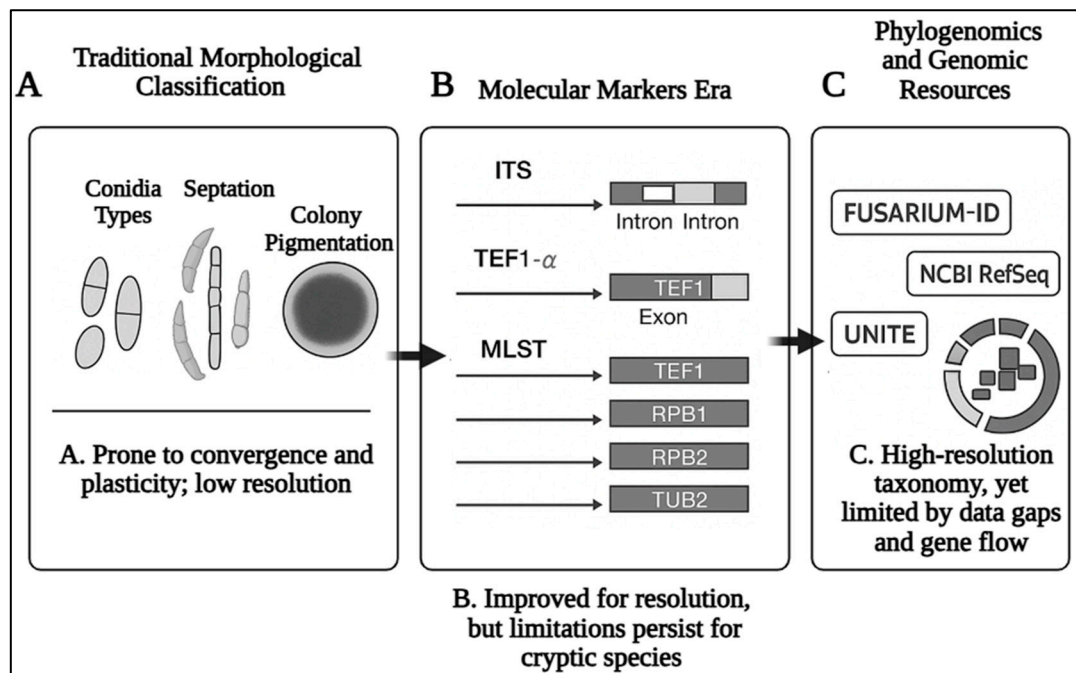 A
Traditional Morphological
Classification
Conidia
Types
Septation
Colony
Pigmentation
A. Prone to convergence and
plasticity; low resolution
B
Molecular Markers Era
ITS
Intron Intron
TEF1-α
TEF1
Exon
MLST
TEF1
RPB1
RPB2
TUB2
B. Improved for resolution,
but limitations persist for
cryptic species
C
Phylogenomics
and Genomic
Resources
FUSARIUM-ID
NCBI RefSeq
UNITE
C. High-resolution
taxonomy, yet
limited by data gaps
and gene flow